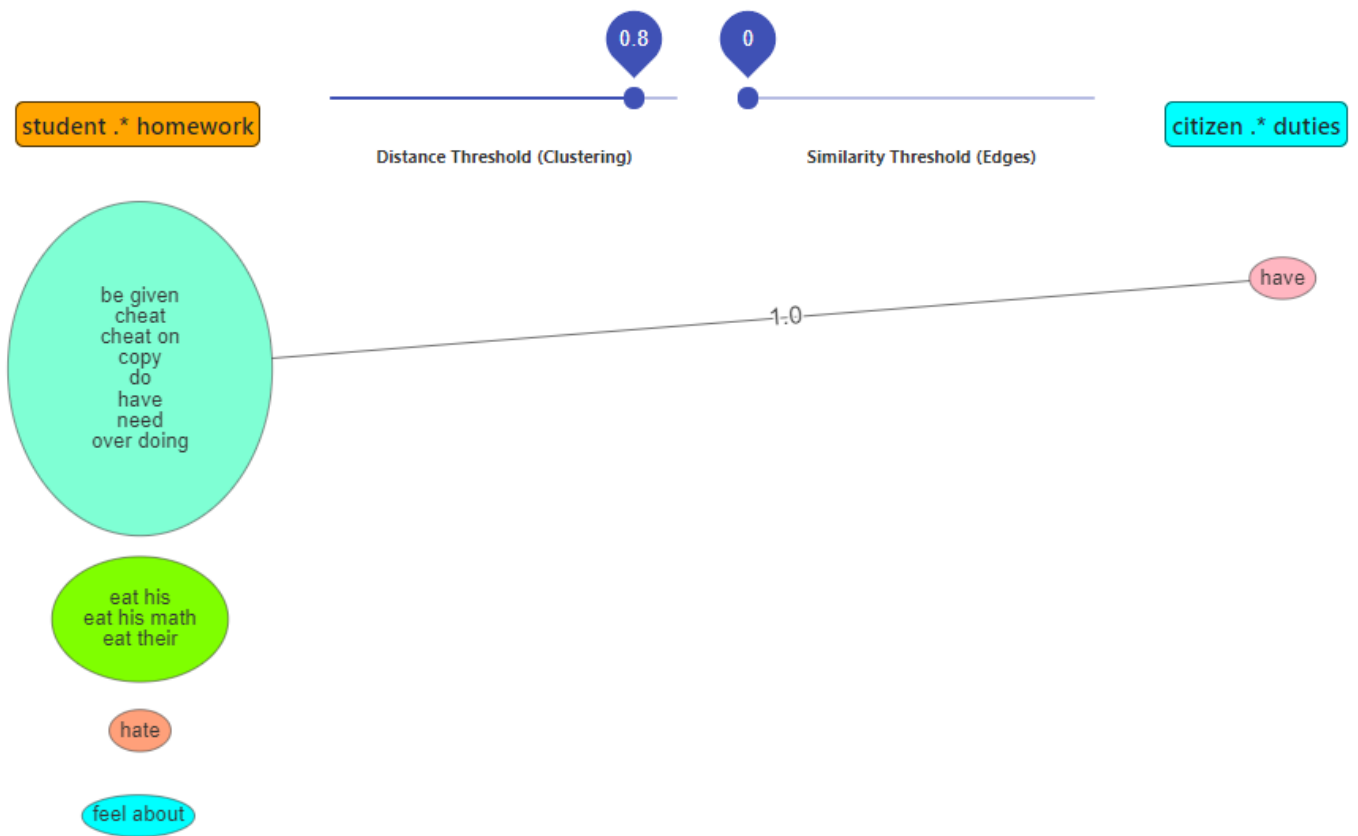 0.8
0
student .* homework
citizen .* duties
Distance Threshold (Clustering)
Similarity Threshold (Edges)
be given
cheat
cheat on
copy
do
have
need
over doing
1.0
have
eat his
eat his math
eat their
hate
feel about